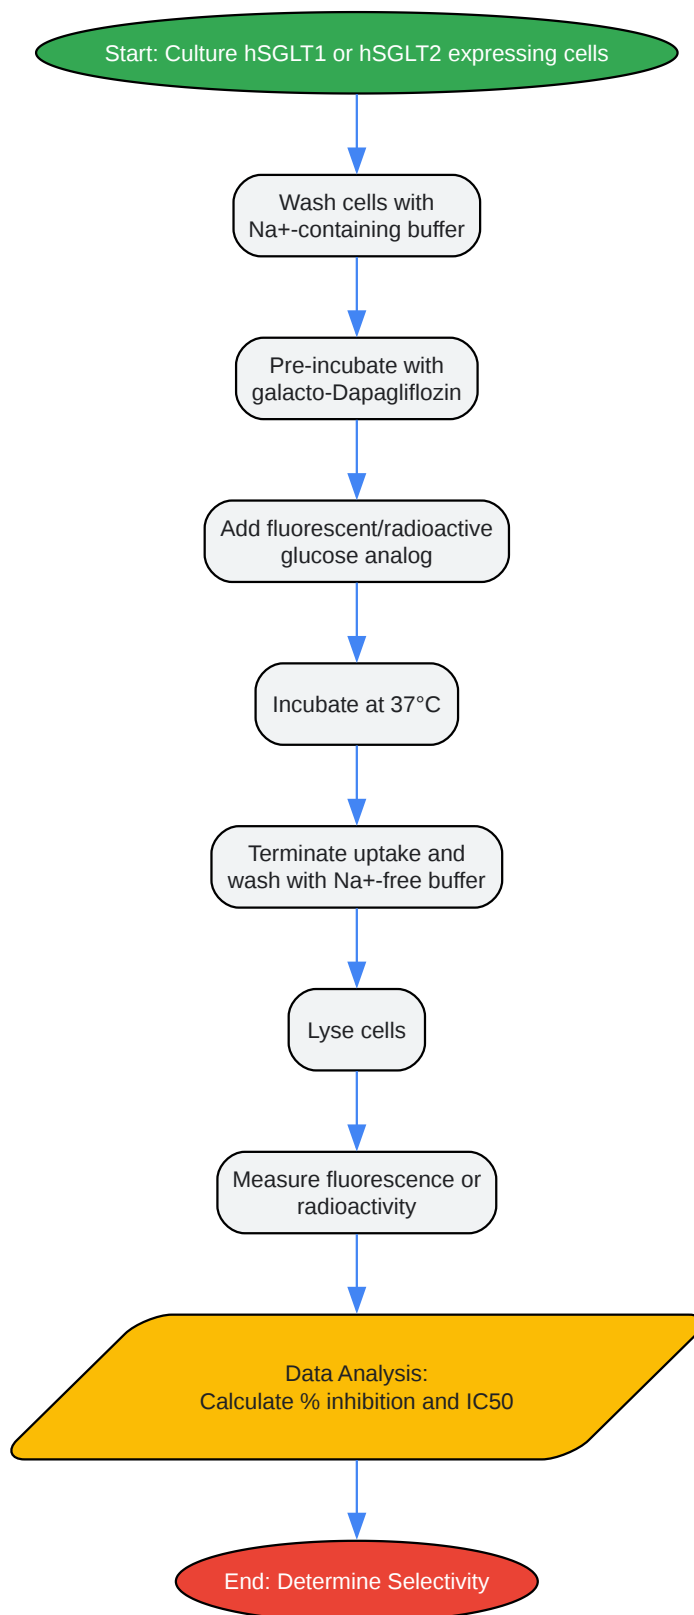 Start: Culture hSGLT1 or hSGLT2 expressing cells
Wash cells with
Na+-containing buffer
Pre-incubate with
galacto-Dapagliflozin
Add fluorescent/radioactive
glucose analog
Incubate at 37°C
Terminate uptake and
wash with Na+-free buffer
Lyse cells
Measure fluorescence or
radioactivity
Data Analysis:
Calculate % inhibition and IC50
End: Determine Selectivity